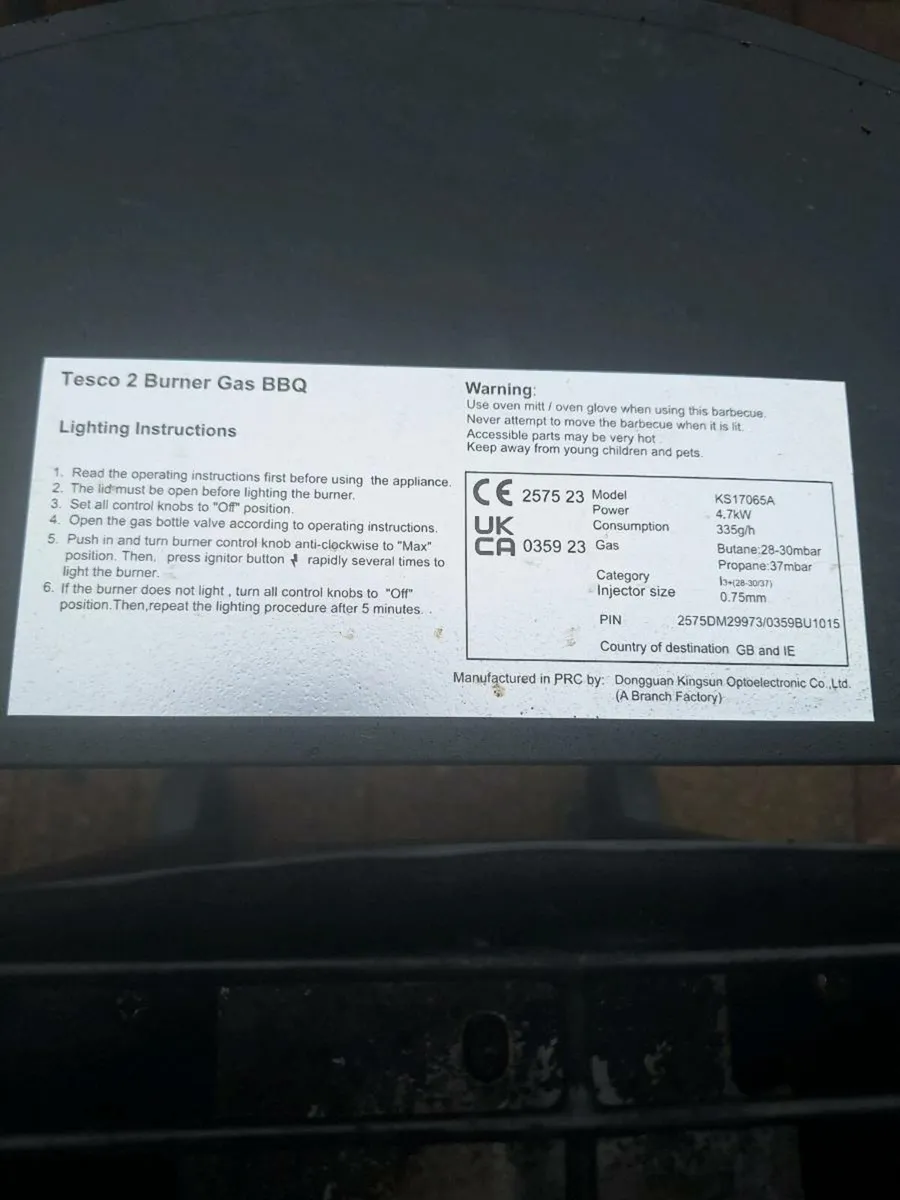 Tesco 2 Burner Gas BBQ
Lighting Instructions
1. Read the operating instructions first before using the appliance.
2. The lid must be open before lighting the burner.
3. Set all control knobs to "Off" position.
4. Open the gas bottle valve according to operating instructions.
5. Push in and turn burner control knob anti-clockwise to "Max"
position. Then, press ignitor button rapidly several times to
light the burner.
6. If the burner does not light , turn all control knobs to "Off"
position.Then,repeat the lighting procedure after 5 minutes.
Warning:
Use oven mitt / oven glove when using this barbecue.
Never attempt to move the barbecue when it is lit.
Accessible parts may be very hot
Keep away from young children and pets.
CE 2575 23
UK
CA 0359 23
Model KS17065A
Power 4.7kW
Consumption 335g/h
Gas Butane:28-30mbar
Propane:37mbar
Category I3+(28-30/37)
Injector size 0.75mm
PIN 2575DM29973/0359BU1015
Country of destination GB and IE
Manufactured in PRC by: Dongguan Kingsun Optoelectronic Co.,Ltd.
(A Branch Factory)